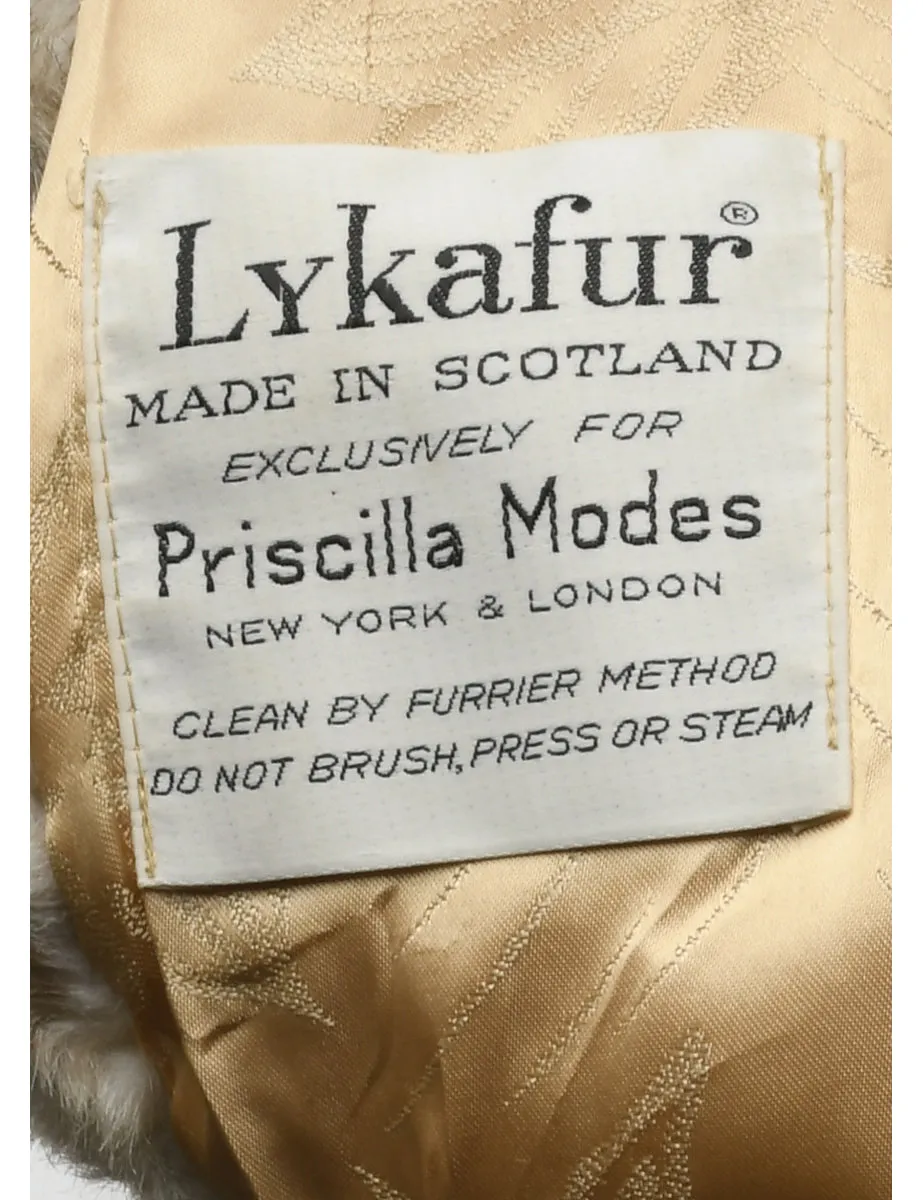 Lykafur®
MADE IN SCOTLAND
EXCLUSIVELY FOR
Priscilla Modes
NEW YORK & LONDON
CLEAN BY FURRIER METHOD
DO NOT BRUSH, PRESS OR STEAM